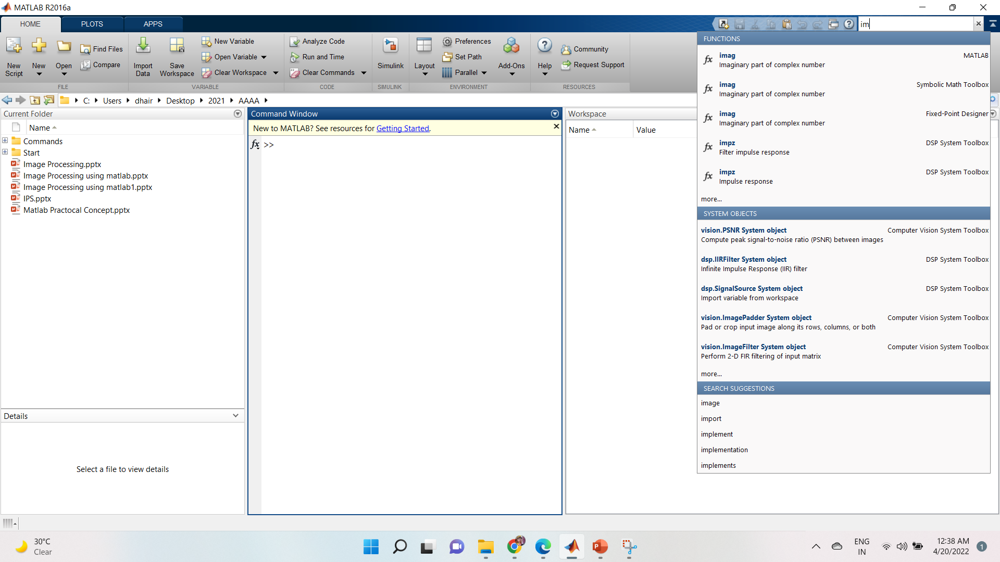 MATLAB R2016a
HOME
PLOTS
APPS
im
New
Script
New
Open
Find Files
Compare
Import
Data
Save
Workspace
New Variable
Open Variable
Clear Workspace
Analyze Code
Run and Time
Clear Commands
Simulink
Layout
Preferences
Set Path
Parallel
Add-Ons
Help
Community
Request Support
FILE
VARIABLE
CODE
SIMULINK
ENVIRONMENT
RESOURCES
C: Users dhair Desktop 2021 AAAA
Current Folder
Name
Commands
Start
Image Processing.pptx
Image Processing using matlab.pptx
Image Processing using matlab1.pptx
IPS.pptx
Matlab Practocal Concept.pptx
Details
Select a file to view details
Command Window
New to MATLAB? See resources for Getting Started.
fx >>
Workspace
Name
Value
FUNCTIONS
fx imag MATLAB
Imaginary part of complex number
fx imag Symbolic Math Toolbox
Imaginary part of complex number
fx imag Fixed-Point Designer
Imaginary part of complex number
fx impz DSP System Toolbox
Filter impulse response
fx impz DSP System Toolbox
Impulse response
more...
SYSTEM OBJECTS
vision.PSNR System object Computer Vision System Toolbox
Compute peak signal-to-noise ratio (PSNR) between images
dsp.IIRFilter System object DSP System Toolbox
Infinite Impulse Response (IIR) filter
dsp.SignalSource System object DSP System Toolbox
Import variable from workspace
vision.ImagePadder System object Computer Vision System Toolbox
Pad or crop input image along its rows, columns, or both
vision.ImageFilter System object Computer Vision System Toolbox
Perform 2-D FIR filtering of input matrix
more...
SEARCH SUGGESTIONS
image
import
implement
implementation
implements
30°C
Clear
ENG
IN
12:38 AM
4/20/2022
1